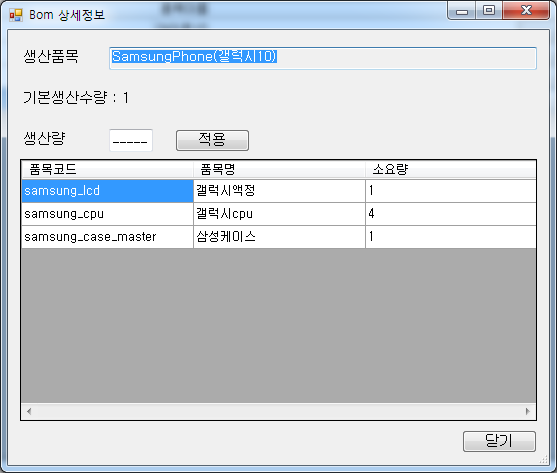 Bom 상세정보
생산품목 SamsungPhone(갤럭시10)
기본생산수량 : 1
생산량 _____ 적용
품목코드 품목명 소요량
samsung_lcd 갤럭시액정 1
samsung_cpu 갤럭시cpu 4
samsung_case_master 삼성케이스 1
닫기